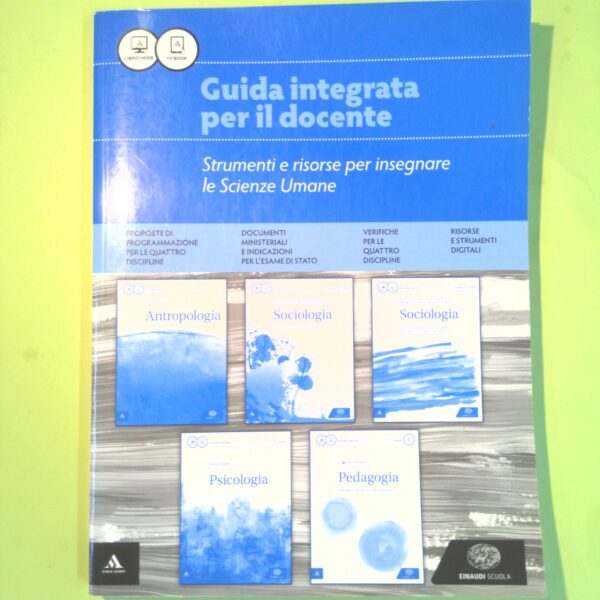 LIBRO+WEB
ME•BOOK
Guida integrata
per il docente
Strumenti e risorse per insegnare
le Scienze Umane
PROPOSTE DI
PROGRAMMAZIONE
PER LE QUATTRO
DISCIPLINE
DOCUMENTI
MINISTERIALI
E INDICAZIONI
PER L'ESAME DI STATO
VERIFICHE
PER LE
QUATTRO
DISCIPLINE
RISORSE
E STRUMENTI
DIGITALI
Antropologia
Sociologia
Sociologia
Psicologia
Pedagogia
EINAUDI SCUOLA